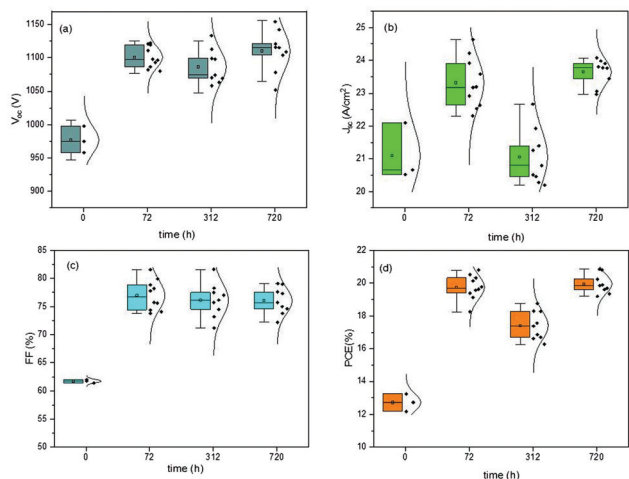 (a)
1150
1100
1050
1000
950
900
V_oc (V)
0 72 312 720
time (h)
(b)
26
25
24
23
22
21
20
J_sc (A/cm²)
0 72 312 720
time (h)
(c)
85
80
75
70
65
60
55
50
FF (%)
0 72 312 720
time (h)
(d)
22
20
18
16
14
12
10
PCE(%)
0 72 312 720
time (h)